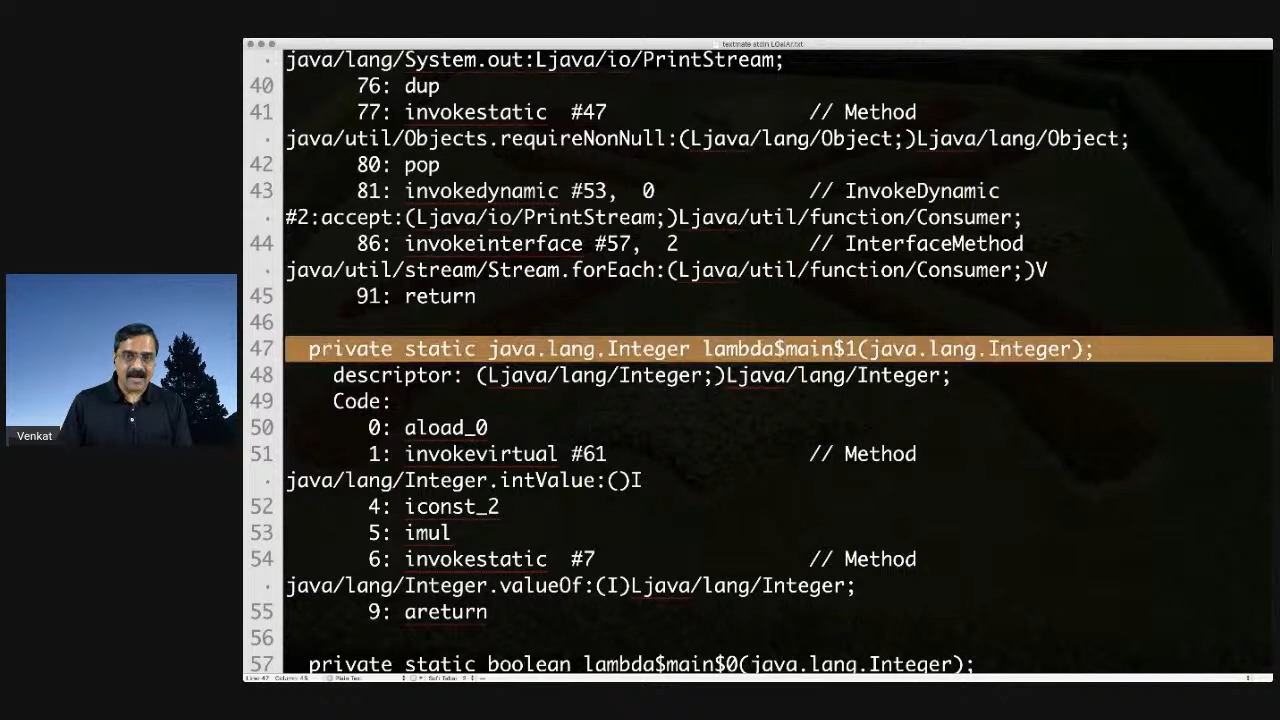 textmate stdin
java/lang/System.out:Ljava/io/PrintStream;
40 76: dup
41 77: invokestatic #47 // Method
java/util/Objects.requireNonNull:(Ljava/lang/Object;)Ljava/lang/Object;
42 80: pop
43 81: invokedynamic #53, 0 // InvokeDynamic
#2:accept:(Ljava/io/PrintStream;)Ljava/util/function/Consumer;
44 86: invokeinterface #57, 2 // InterfaceMethod
java/util/stream/Stream.forEach:(Ljava/util/function/Consumer;)V
45 91: return
46
47 private static java.lang.Integer lambda$main$1(java.lang.Integer);
48 descriptor: (Ljava/lang/Integer;)Ljava/lang/Integer;
49 Code:
50 0: aload_0
51 1: invokevirtual #61 // Method
java/lang/Integer.intValue:()I
52 4: iconst_2
53 5: imul
54 6: invokestatic #7 // Method
java/lang/Integer.valueOf:(I)Ljava/lang/Integer;
55 9: areturn
56
57 private static boolean lambda$main$0(java.lang.Integer);
Venkat